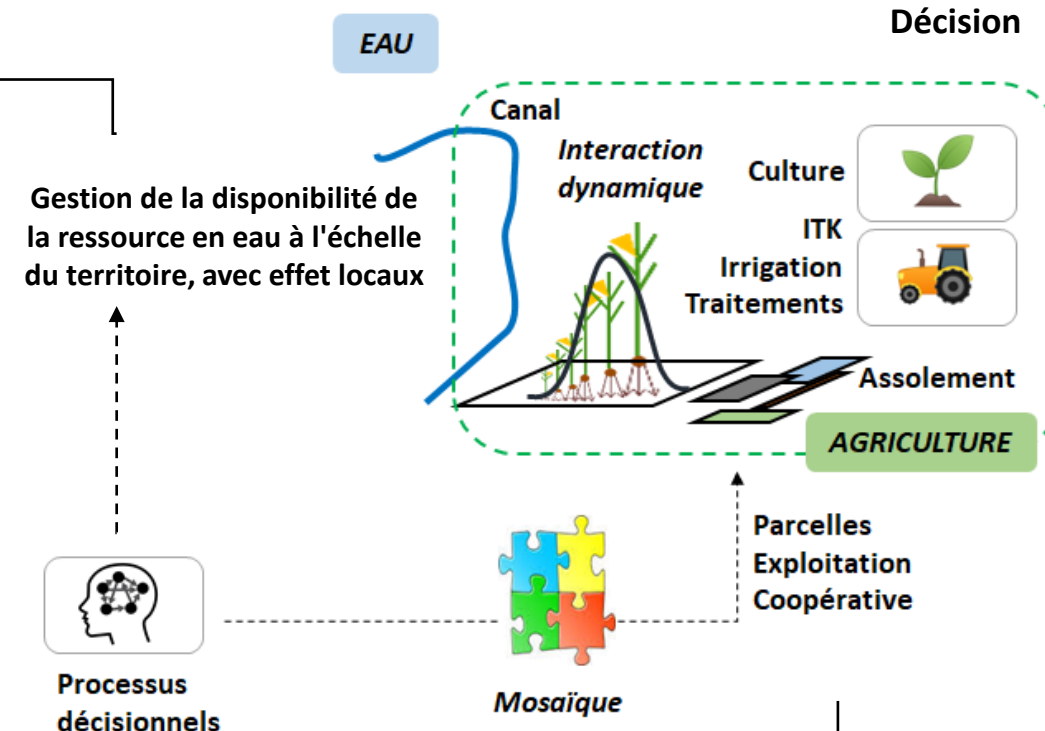 Décision
EAU
Canal
Interaction
dynamique
Culture
ITK
Irrigation
Traitements
Gestion de la disponibilité de
la ressource en eau à l'échelle
du territoire, avec effet locaux
Assolement
AGRICULTURE
Parcelles
Exploitation
Coopérative
Processus
décisionnels
Mosaïque